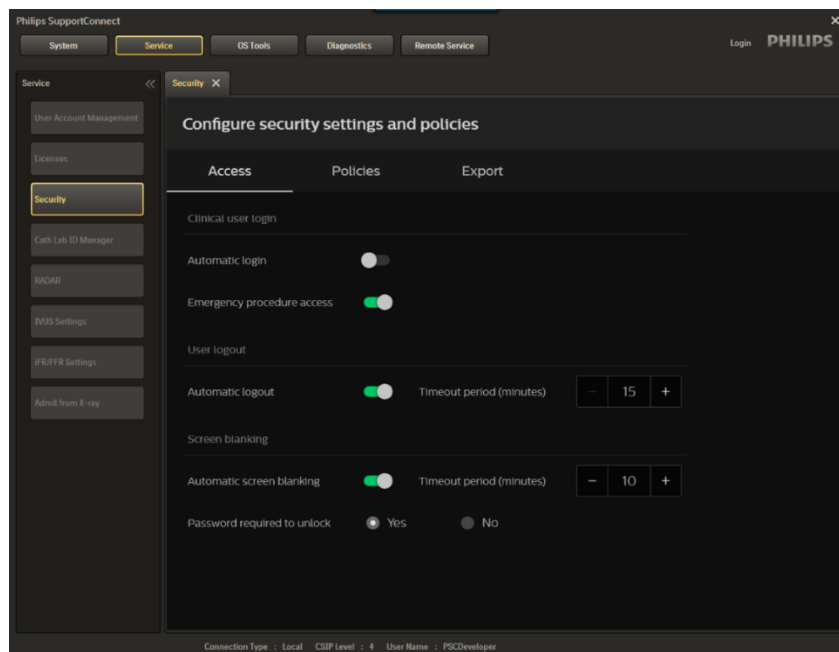 Philips SupportConnect
System Service OS Tools Diagnostics Remote Service Login PHILIPS
Service Security
User Account Management
Configure security settings and policies
Licenses
Access Policies Export
Security
Clinical user login
Cath Lab ID Manager
Automatic login
RADAR
Emergency procedure access
IVUS Settings
User logout
iFR/FFR Settings
Automatic logout Timeout period (minutes) − 15 +
Admit from X-ray
Screen blanking
Automatic screen blanking Timeout period (minutes) − 10 +
Password required to unlock Yes No
Connection Type : Local CSIP Level : 4 User Name : PSCDeveloper